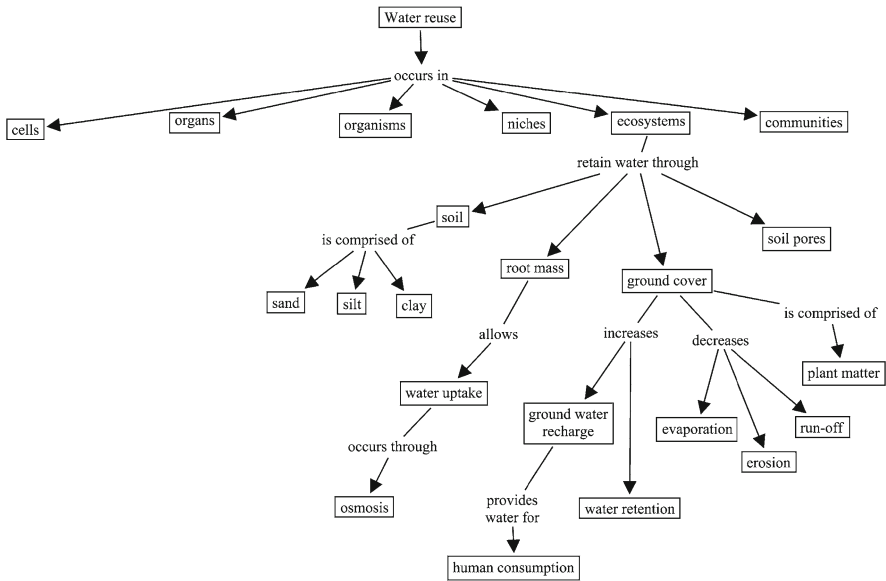 Water reuse
occurs in
cells
organs
organisms
niches
ecosystems
communities
retain water through
soil
soil pores
is comprised of
root mass
ground cover
sand
silt
clay
is comprised of
allows
increases
decreases
plant matter
water uptake
ground water
recharge
evaporation
run-off
occurs through
erosion
osmosis
provides
water for
water retention
human consumption